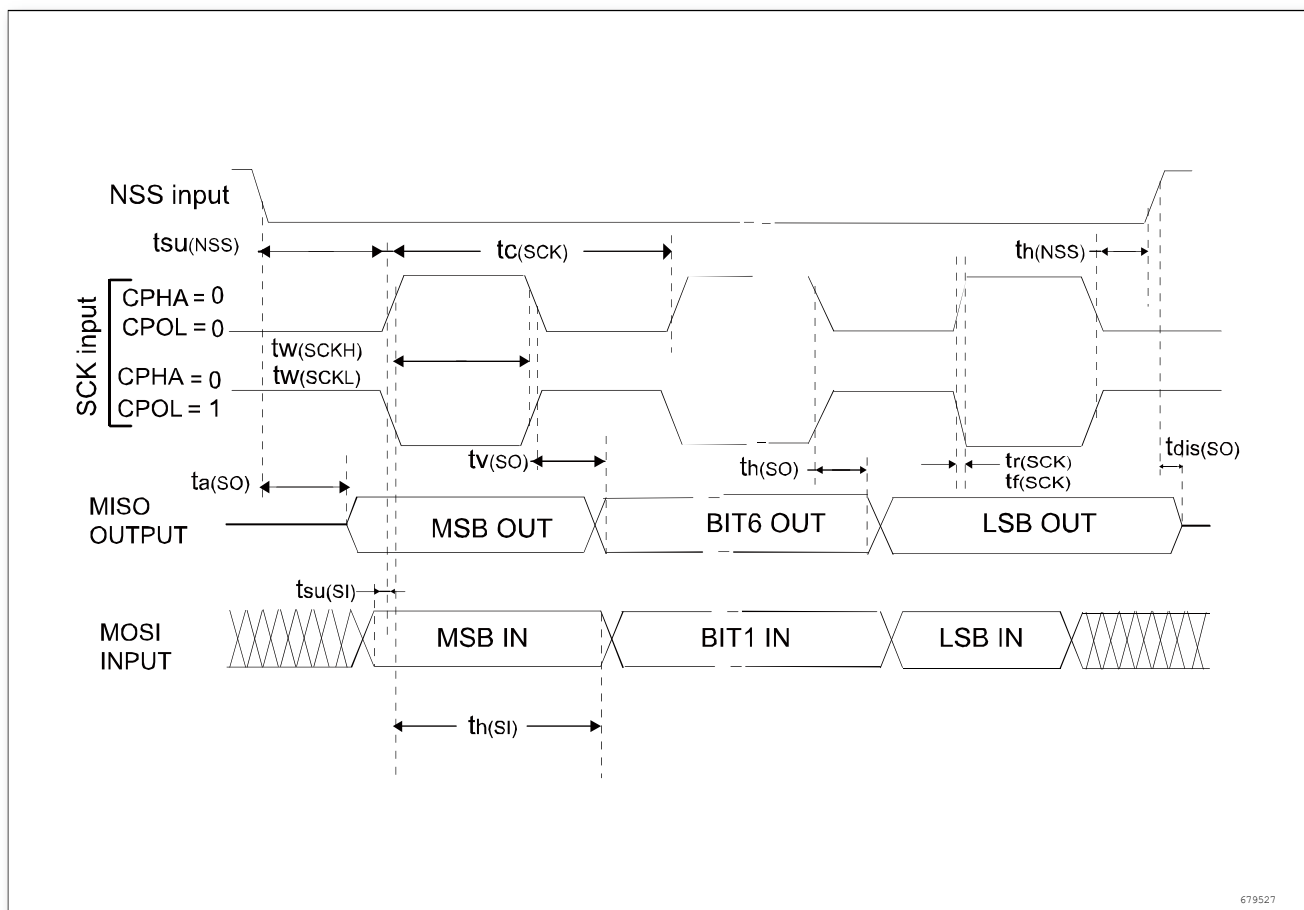 NSS input
tsu(NSS)
tc(SCK)
th(NSS)
SCK input
CPHA = 0
CPOL = 0
tw(SCKH)
tw(SCKL)
CPHA = 0
CPOL = 1
tv(SO)
th(SO)
tr(SCK)
tf(SCK)
tdis(SO)
ta(SO)
MISO
OUTPUT
MSB OUT
BIT6 OUT
LSB OUT
tsu(SI)
MOSI
INPUT
MSB IN
BIT1 IN
LSB IN
th(SI)
679527